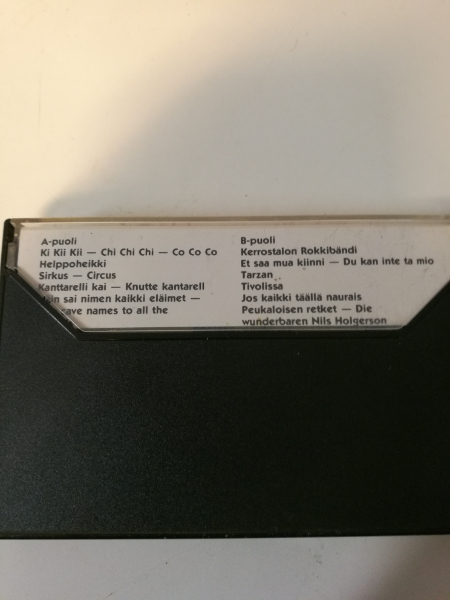 A-puoli
Ki Kii Kii — Chi Chi Chi — Co Co Co
Helppoheikki
Sirkus — Circus
Kanttarelli kai — Knutte kantarell
sai nimen kaikki eläimet —
names to all the
B-puoli
Kerrostalon Rokkibändi
Et saa mua kiinni — Du kan inte ta mio
Tarzan
Tivolissa
Jos kaikki täällä naurais
Peukaloisen retket — Die
wunderbaren Nils Holgerson